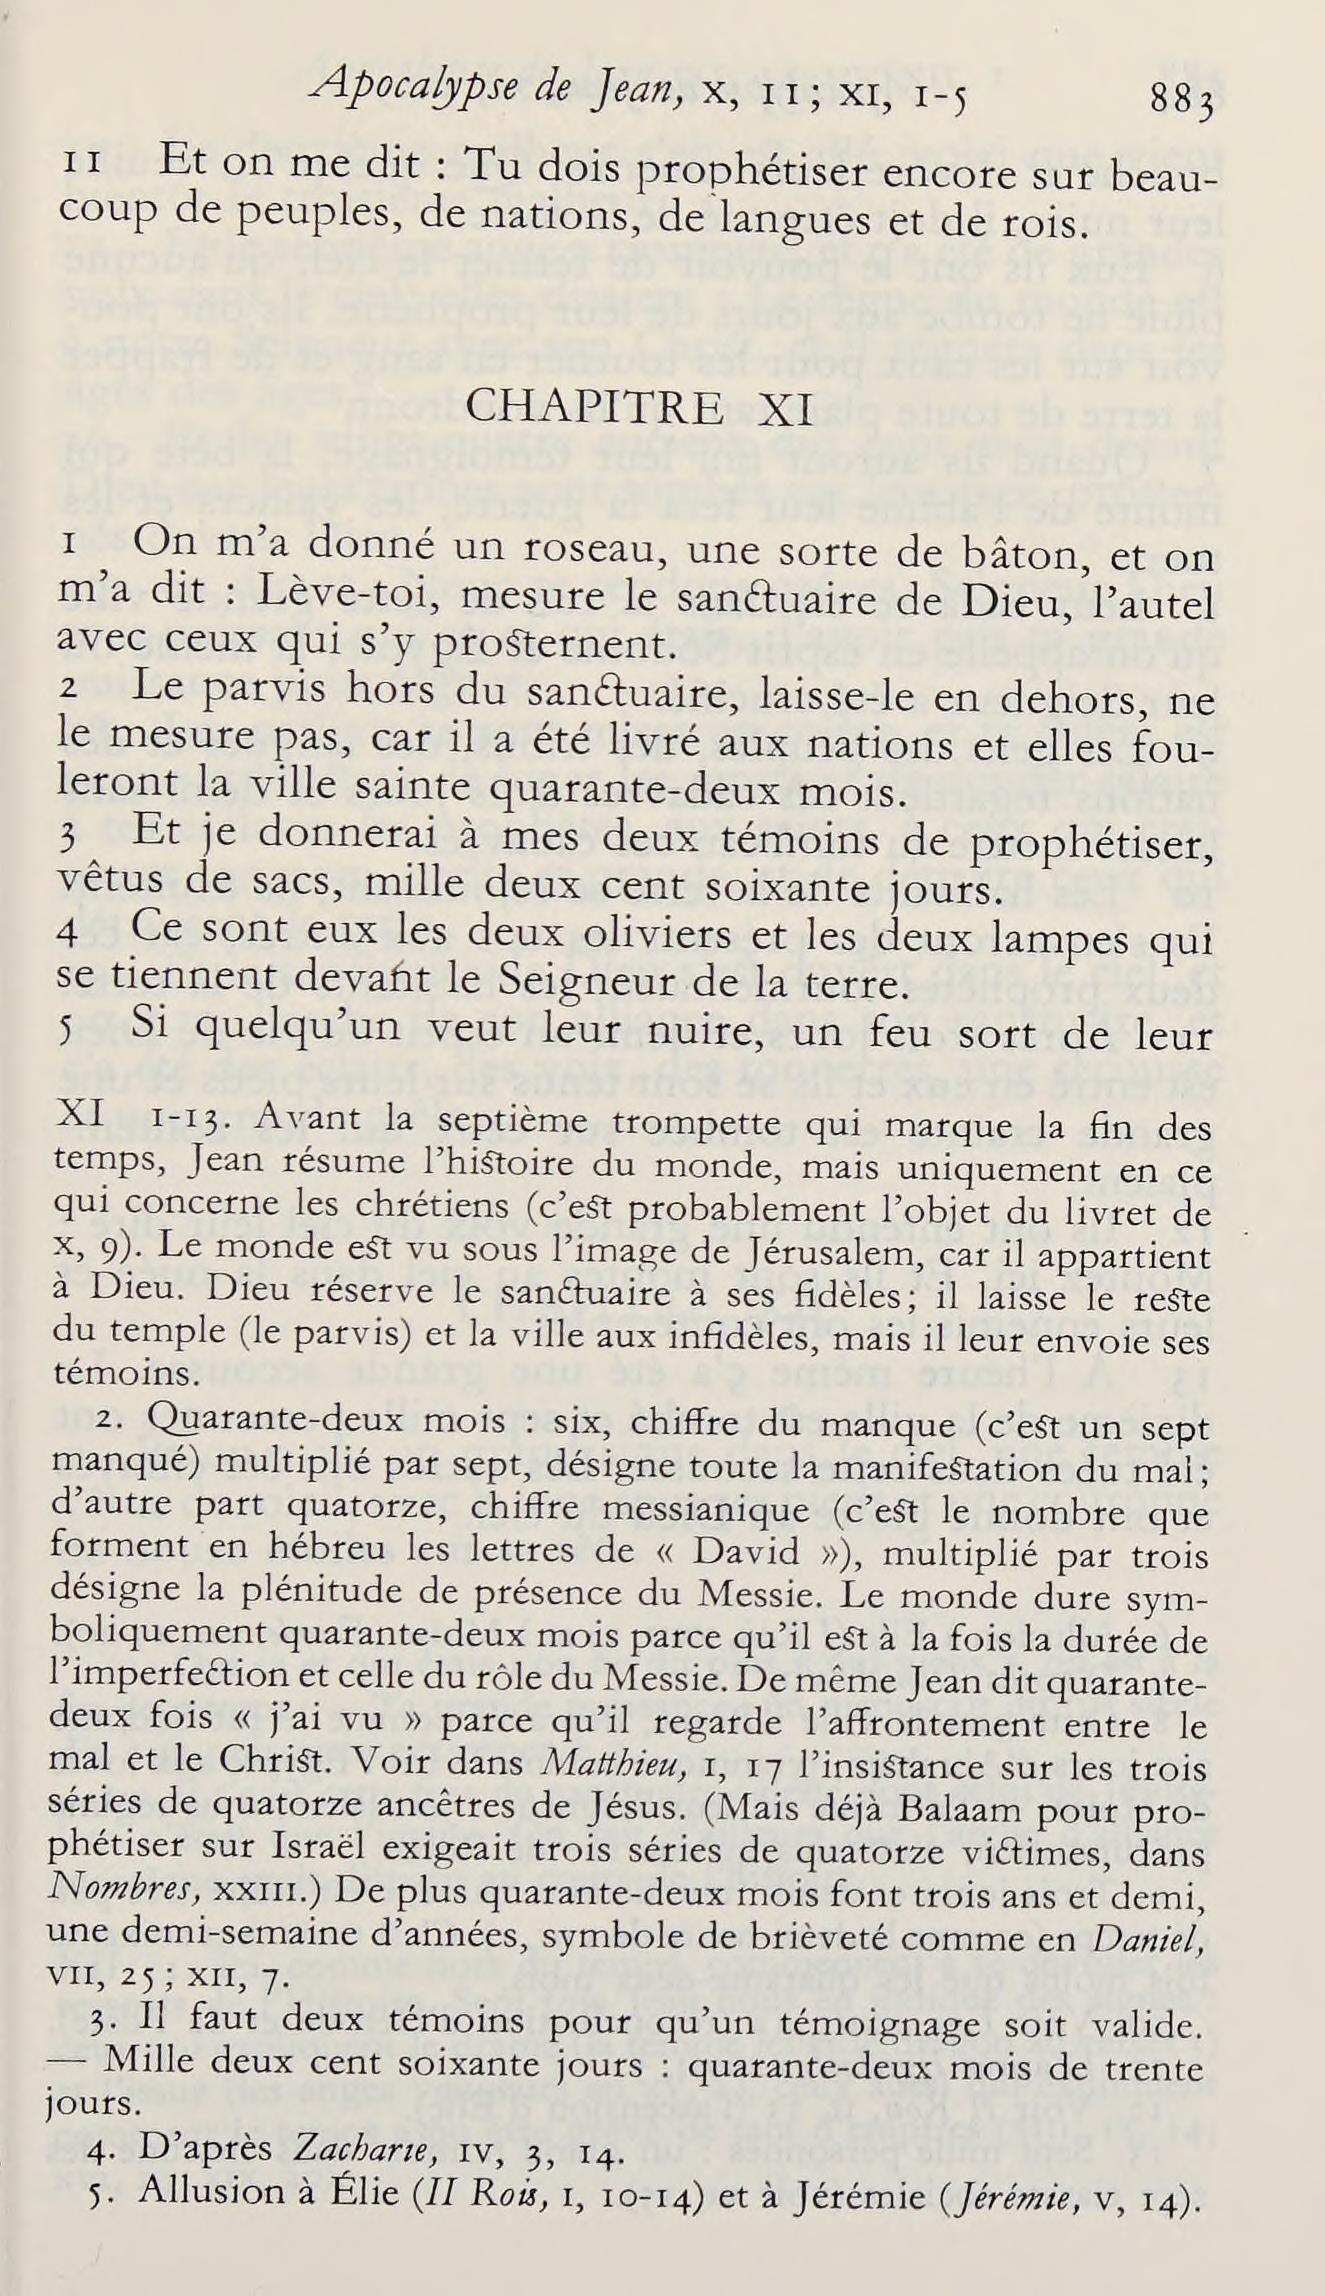 Apocalypse de Jean, X, 11; XI, 1-5 883
11 Et on me dit : Tu dois prophétiser encore sur beau-
coup de peuples, de nations, de langues et de rois.
CHAPITRE XI
1 On m'a donné un roseau, une sorte de bâton, et on
m'a dit : Lève-toi, mesure le sanctuaire de Dieu, l'autel
avec ceux qui s'y prosternent.
2 Le parvis hors du sanctuaire, laisse-le en dehors, ne
le mesure pas, car il a été livré aux nations et elles fou-
leront la ville sainte quarante-deux mois.
3 Et je donnerai à mes deux témoins de prophétiser,
vêtus de sacs, mille deux cent soixante jours.
4 Ce sont eux les deux oliviers et les deux lampes qui
se tiennent devant le Seigneur de la terre.
5 Si quelqu'un veut leur nuire, un feu sort de leur
XI 1-13. Avant la septième trompette qui marque la fin des
temps, Jean résume l'histoire du monde, mais uniquement en ce
qui concerne les chrétiens (c'est probablement l'objet du livret de
X, 9). Le monde est vu sous l'image de Jérusalem, car il appartient
à Dieu. Dieu réserve le sanctuaire à ses fidèles; il laisse le reste
du temple (le parvis) et la ville aux infidèles, mais il leur envoie ses
témoins.
2. Quarante-deux mois : six, chiffre du manque (c'est un sept
manqué) multiplié par sept, désigne toute la manifestation du mal;
d'autre part quatorze, chiffre messianique (c'est le nombre que
forment en hébreu les lettres de « David »), multiplié par trois
désigne la plénitude de présence du Messie. Le monde dure sym-
boliquement quarante-deux mois parce qu'il est à la fois la durée de
l'imperfection et celle du rôle du Messie. De même Jean dit quarante-
deux fois « j'ai vu » parce qu'il regarde l'affrontement entre le
mal et le Christ. Voir dans Matthieu, I, 17 l'insistance sur les trois
séries de quatorze ancêtres de Jésus. (Mais déjà Balaam pour pro-
phétiser sur Israël exigeait trois séries de quatorze victimes, dans
Nombres, XXIII.) De plus quarante-deux mois font trois ans et demi,
une demi-semaine d'années, symbole de brièveté comme en Daniel,
VII, 25; XII, 7.
3. Il faut deux témoins pour qu'un témoignage soit valide.
— Mille deux cent soixante jours : quarante-deux mois de trente
jours.
4. D'après Zacharie, IV, 3, 14.
5. Allusion à Élie (II Rois, I, 10-14) et à Jérémie (Jérémie, V, 14).